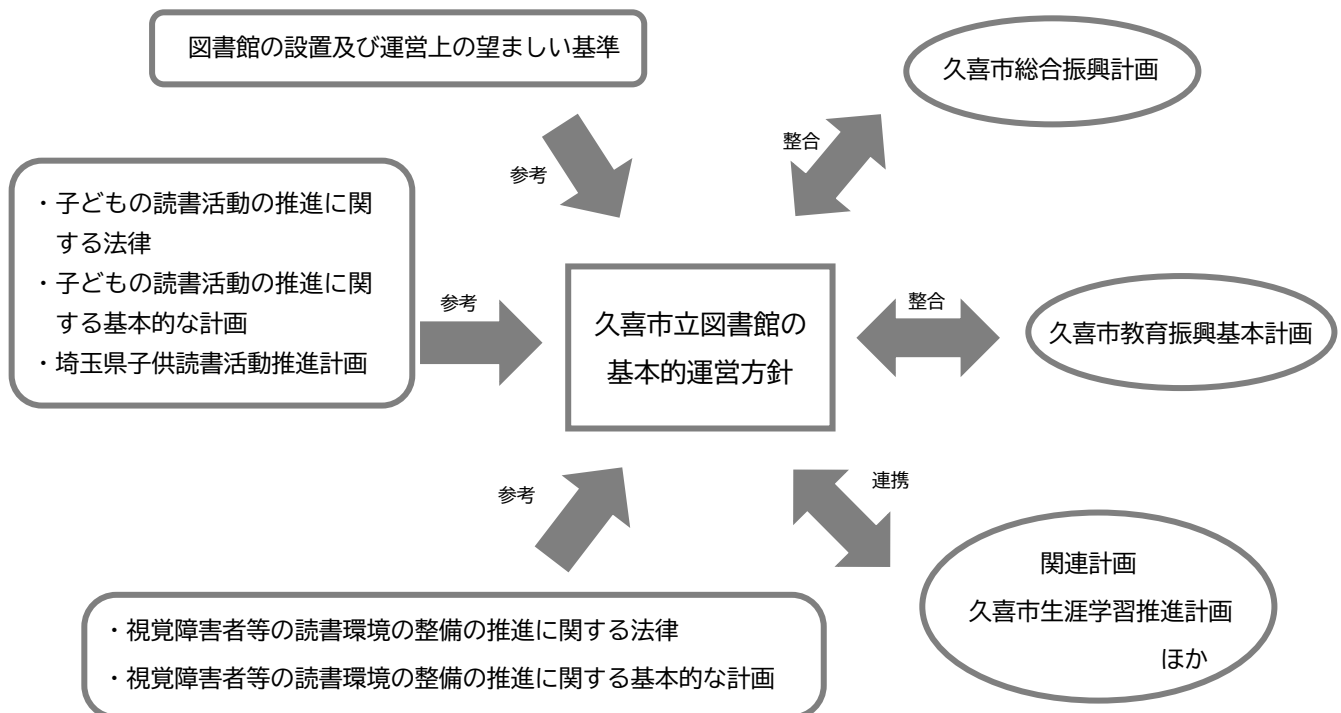 図書館の設置及び運営上の望ましい基準
久喜市総合振興計画
参考
整合
・子どもの読書活動の推進に関
する法律
・子どもの読書活動の推進に関
する基本的な計画
・埼玉県子供読書活動推進計画
参考
久喜市立図書館の
基本的運営方針
整合
久喜市教育振興基本計画
参考
連携
・視覚障害者等の読書環境の整備の推進に関する法律
・視覚障害者等の読書環境の整備の推進に関する基本的な計画
関連計画
久喜市生涯学習推進計画
ほか